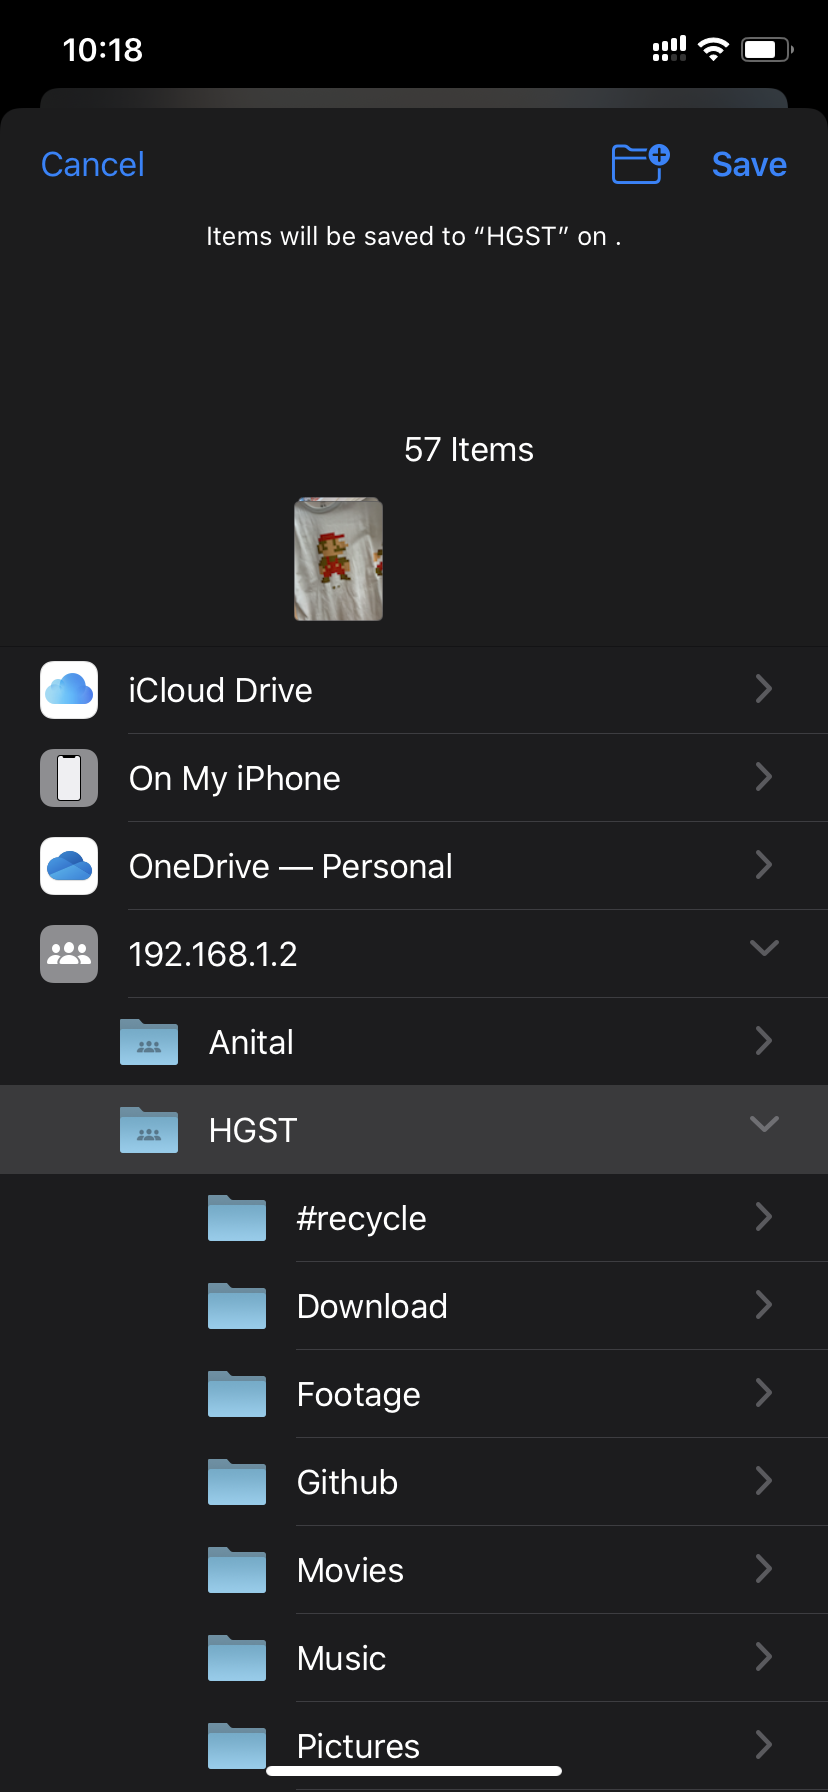 10:18
Cancel
Save
Items will be saved to “HGST” on .
57 Items
iCloud Drive
On My iPhone
OneDrive — Personal
192.168.1.2
Anital
HGST
#recycle
Download
Footage
Github
Movies
Music
Pictures